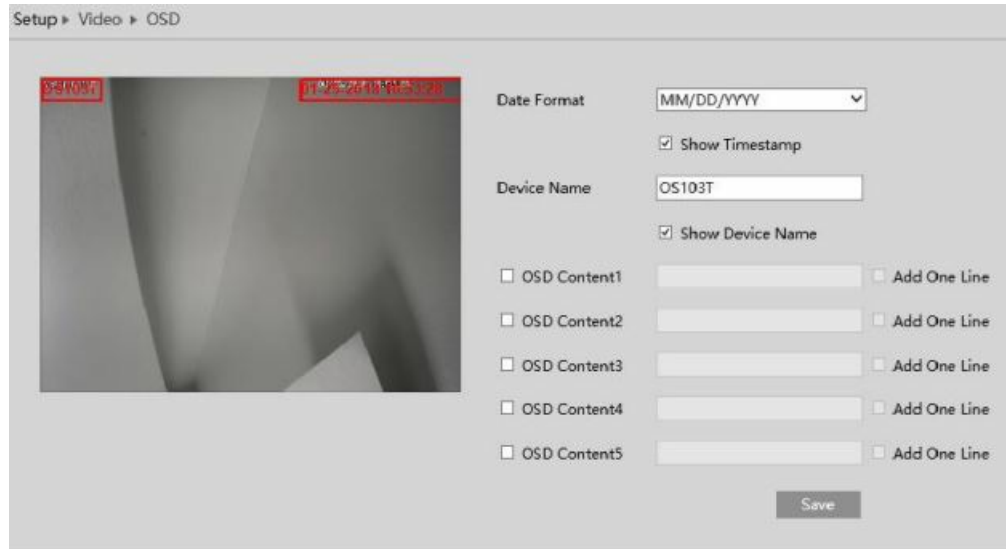 Setup ▸ Video ▸ OSD
Date Format MM/DD/YYYY
Show Timestamp
Device Name OS103T
Show Device Name
OSD Content1 Add One Line
OSD Content2 Add One Line
OSD Content3 Add One Line
OSD Content4 Add One Line
OSD Content5 Add One Line
Save